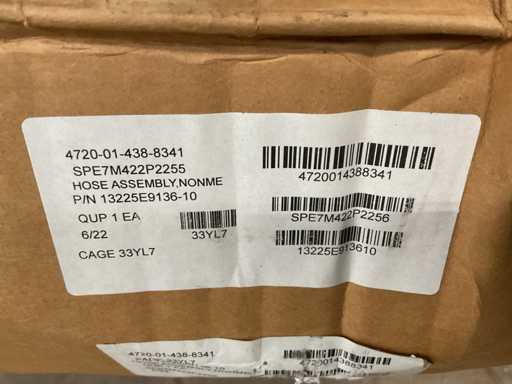 4720-01-438-8341
SPE7M422P2255
HOSE ASSEMBLY,NONME
P/N 13225E9136-10
QUP 1 EA
6/22
33YL7
CAGE 33YL7
4720014388341
SPE7M422P2256
13225E913610
4720-01-438-8341
4720014388341